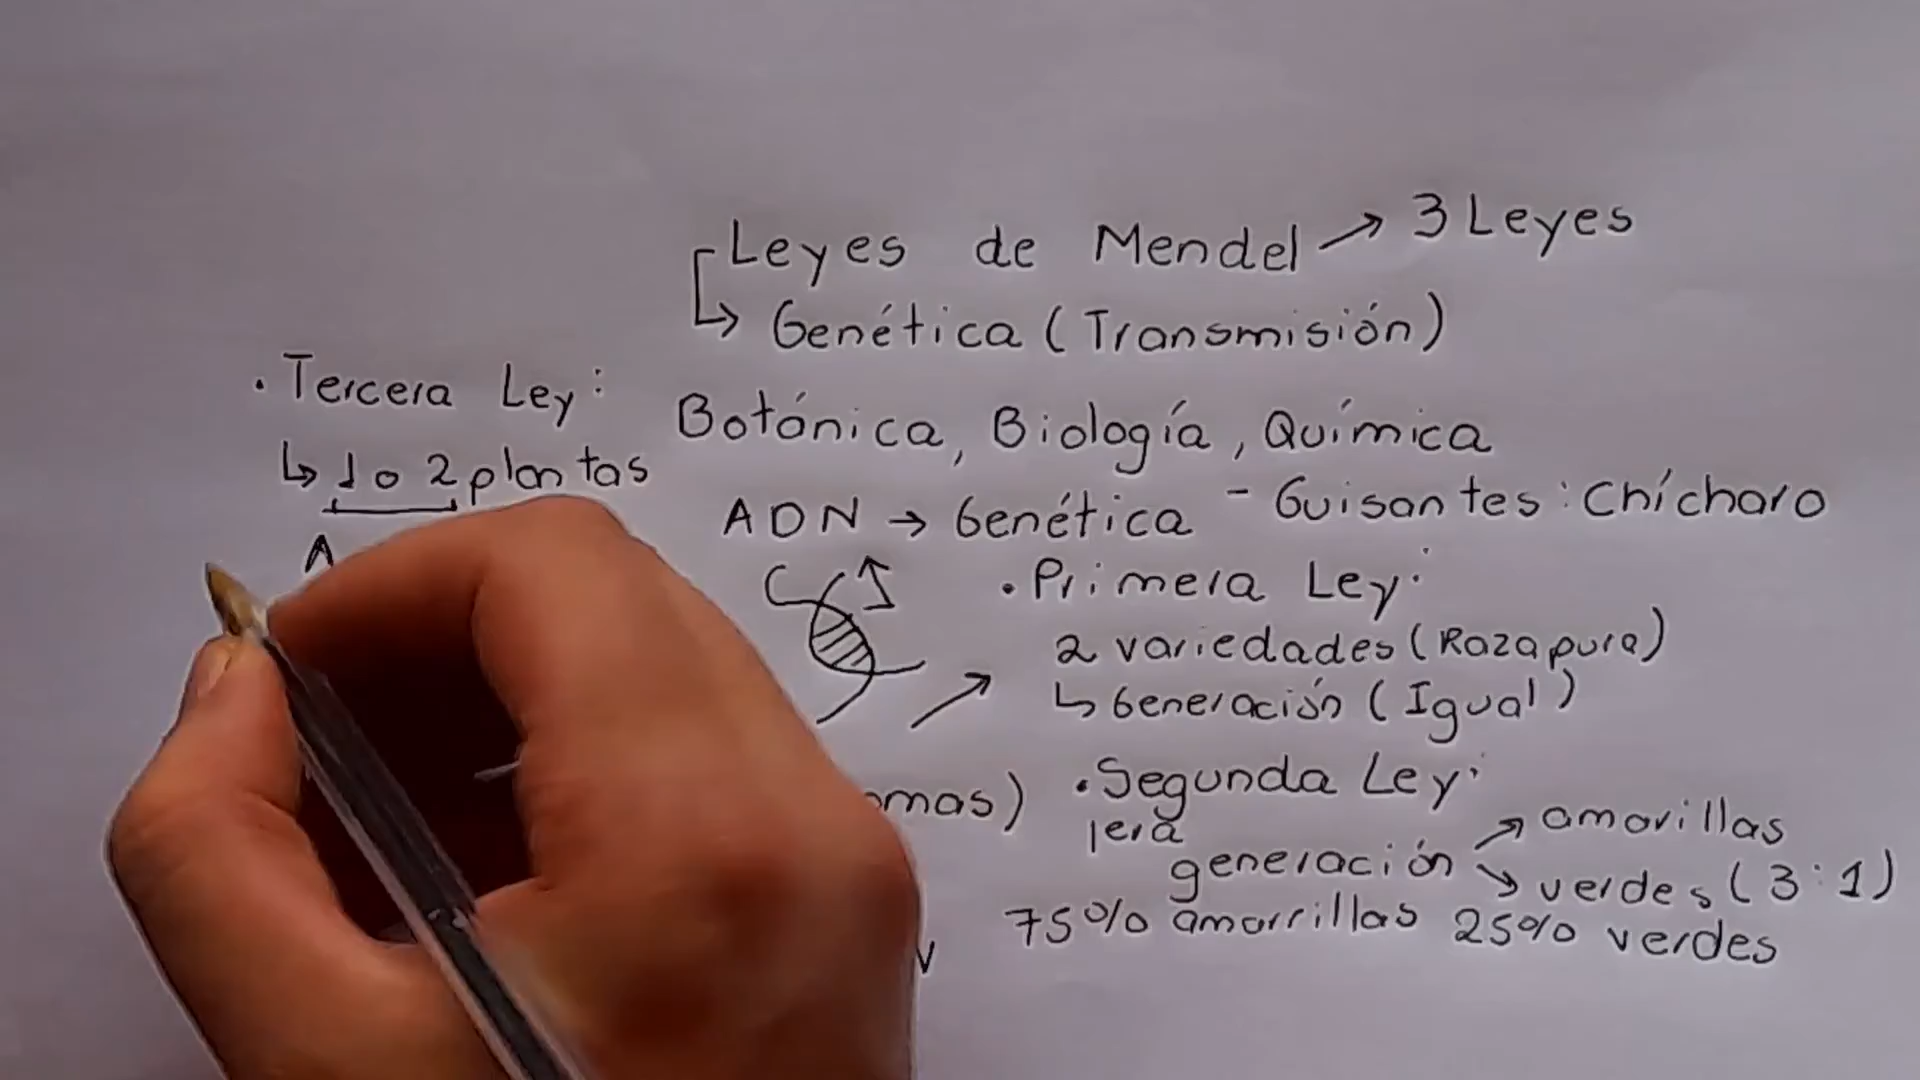 Leyes de Mendel → 3 Leyes
↳ Genética (Transmisión)
Botánica, Biología, Química
ADN → Genética - Guisantes: Chícharo
• Primera Ley:
2 variedades (Raza pura)
↳ Generación (Igual)
• Segunda Ley:
1era
generación → amarillas
→ verdes (3:1)
75% amarrillas 25% verdes
• Tercera Ley:
↳ 1 o 2 plantas
omas)